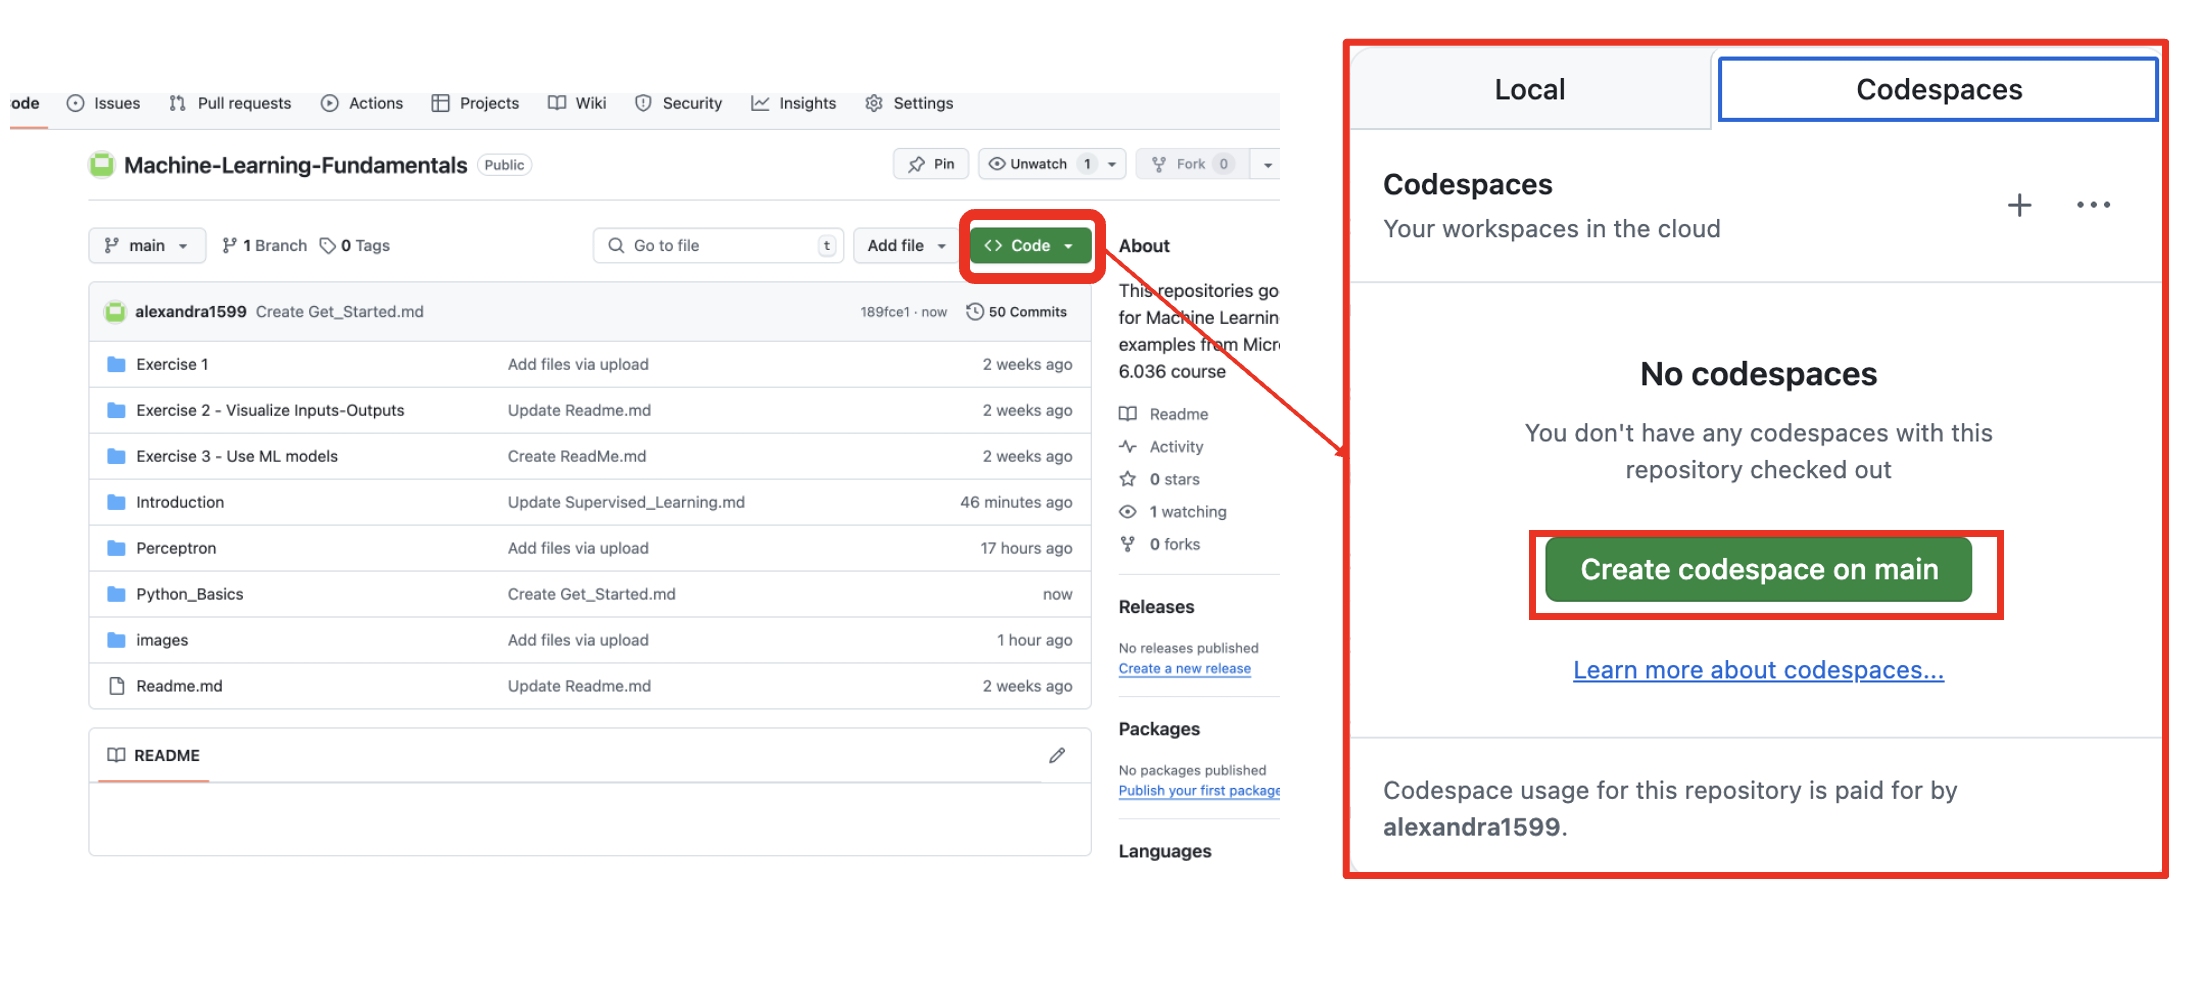 ode Issues Pull requests Actions Projects Wiki Security Insights Settings
Machine-Learning-Fundamentals Public Pin Unwatch 1 Fork 0
main 1 Branch 0 Tags Go to file t Add file <> Code
alexandra1599 Create Get_Started.md 189fce1 · now 50 Commits
Exercise 1 Add files via upload 2 weeks ago
Exercise 2 - Visualize Inputs-Outputs Update Readme.md 2 weeks ago
Exercise 3 - Use ML models Create ReadMe.md 2 weeks ago
Introduction Update Supervised_Learning.md 46 minutes ago
Perceptron Add files via upload 17 hours ago
Python_Basics Create Get_Started.md now
images Add files via upload 1 hour ago
Readme.md Update Readme.md 2 weeks ago
README
About
This repositories go
for Machine Learnin
examples from Micr
6.036 course
Readme
Activity
0 stars
1 watching
0 forks
Releases
No releases published
Create a new release
Packages
No packages published
Publish your first package
Languages
Local Codespaces
Codespaces
Your workspaces in the cloud
No codespaces
You don't have any codespaces with this
repository checked out
Create codespace on main
Learn more about codespaces...
Codespace usage for this repository is paid for by
alexandra1599.